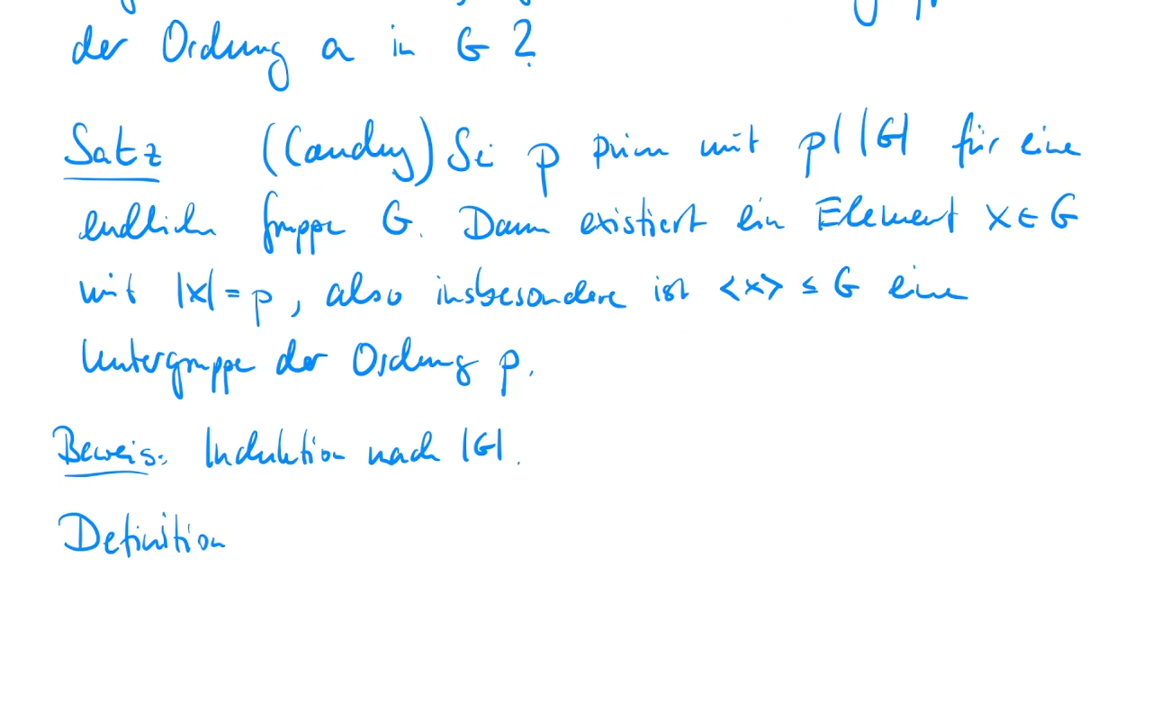 der Ordnung a in G?
Satz (Cauchy) Sei p prim mit p | |G| für eine
endliche Gruppe G. Dann existiert ein Element x ∈ G
mit |x| = p, also insbesondere ist <x> ≤ G eine
Untergruppe der Ordnung p.
Beweis: Induktion nach |G|.
Definition